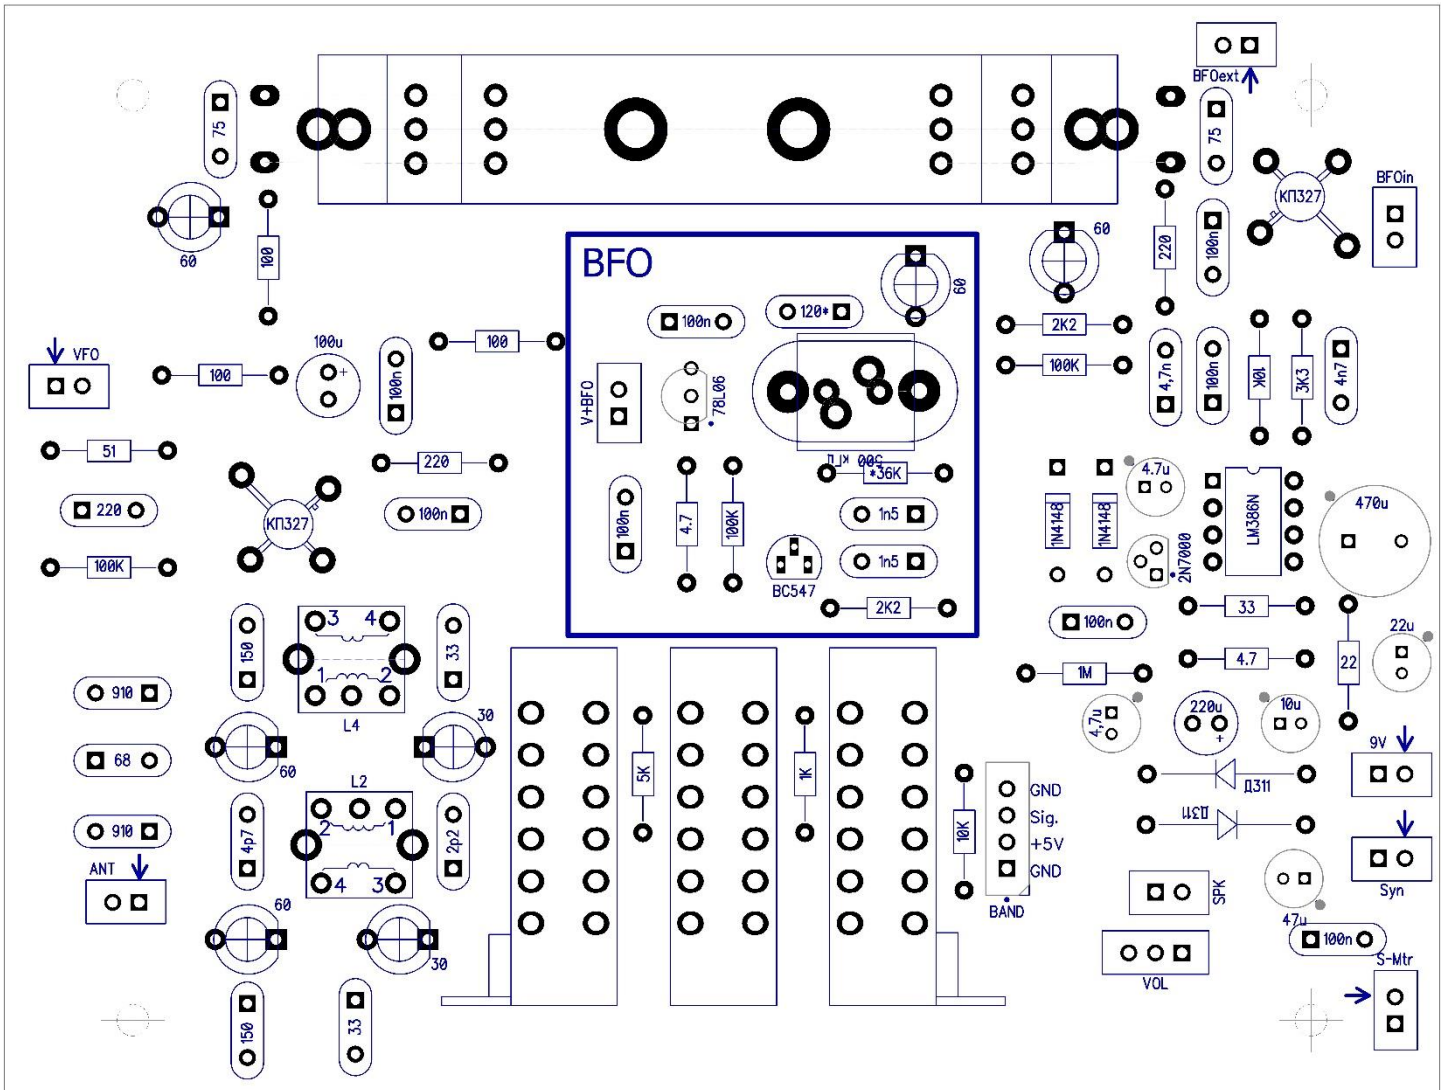 BFOext
75
75
КП327
BFOin
60
100
BFO
60
60
220
100n
100n
120*
2K2
100K
VFO
100
100u
+
100n
100
V+BFO
78L06
500 кГц
4,7n
100n
10K
3K3
4n7
51
220
*36K
220
КП327
100n
100K
100n
4.7
100K
1n5
1n5
BC547
2K2
1N4148
1N4148
4.7u
2N7000
LM386N
470u
33
100n
22u
4.7
22
1M
150
3 4
1 2
L4
33
910
68
910
60
30
4,7u
220u
+
10u
9V
5K
1K
Д311
Д311
L2
2 1
4 3
4p7
2p2
10K
GND
Sig.
+5V
GND
BAND
ANT
SPK
Syn
60
30
47u
100n
VOL
S-Mtr
150
33